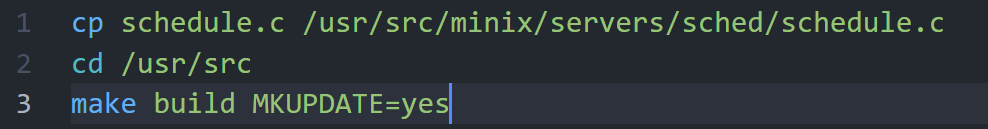 1 cp schedule.c /usr/src/minix/servers/sched/schedule.c
2 cd /usr/src
3 make build MKUPDATE=yes